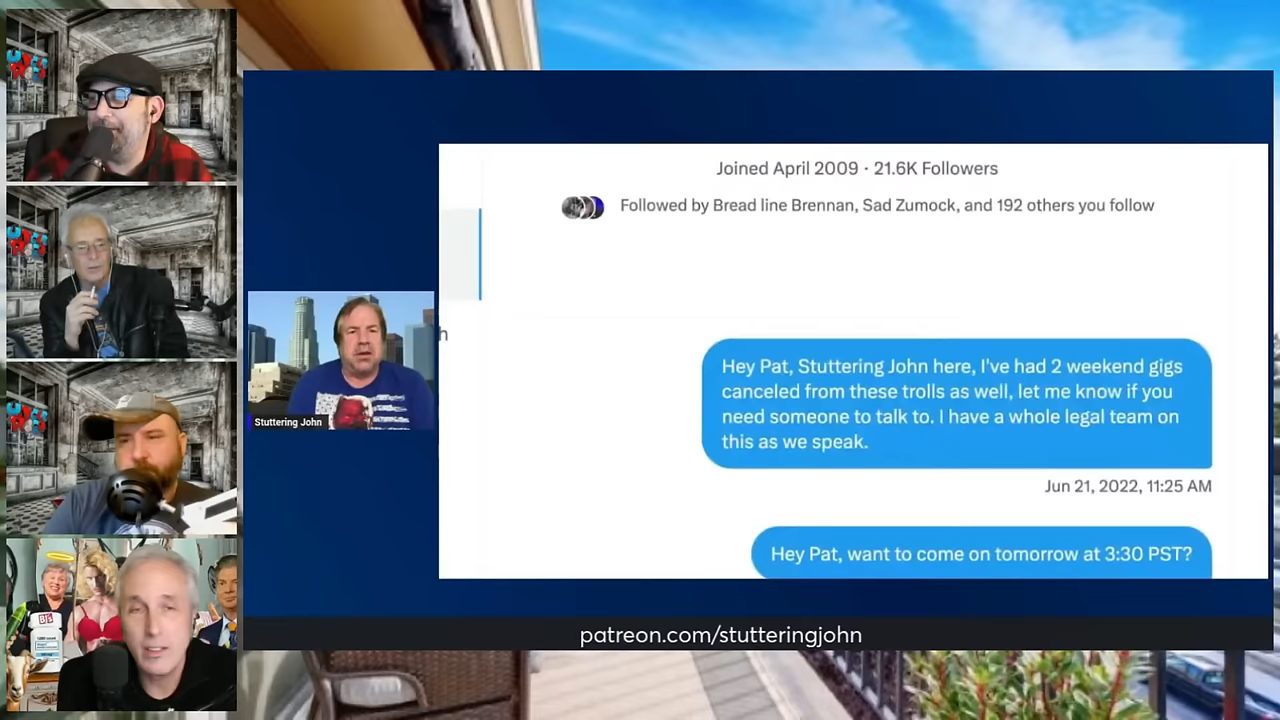 Joined April 2009 · 21.6K Followers
Followed by Bread line Brennan, Sad Zumock, and 192 others you follow
h
Hey Pat, Stuttering John here, I've had 2 weekend gigs
canceled from these trolls as well, let me know if you
need someone to talk to. I have a whole legal team on
this as we speak.
Jun 21, 2022, 11:25 AM
Hey Pat, want to come on tomorrow at 3:30 PST?
Stuttering John
patreon.com/stutteringjohn